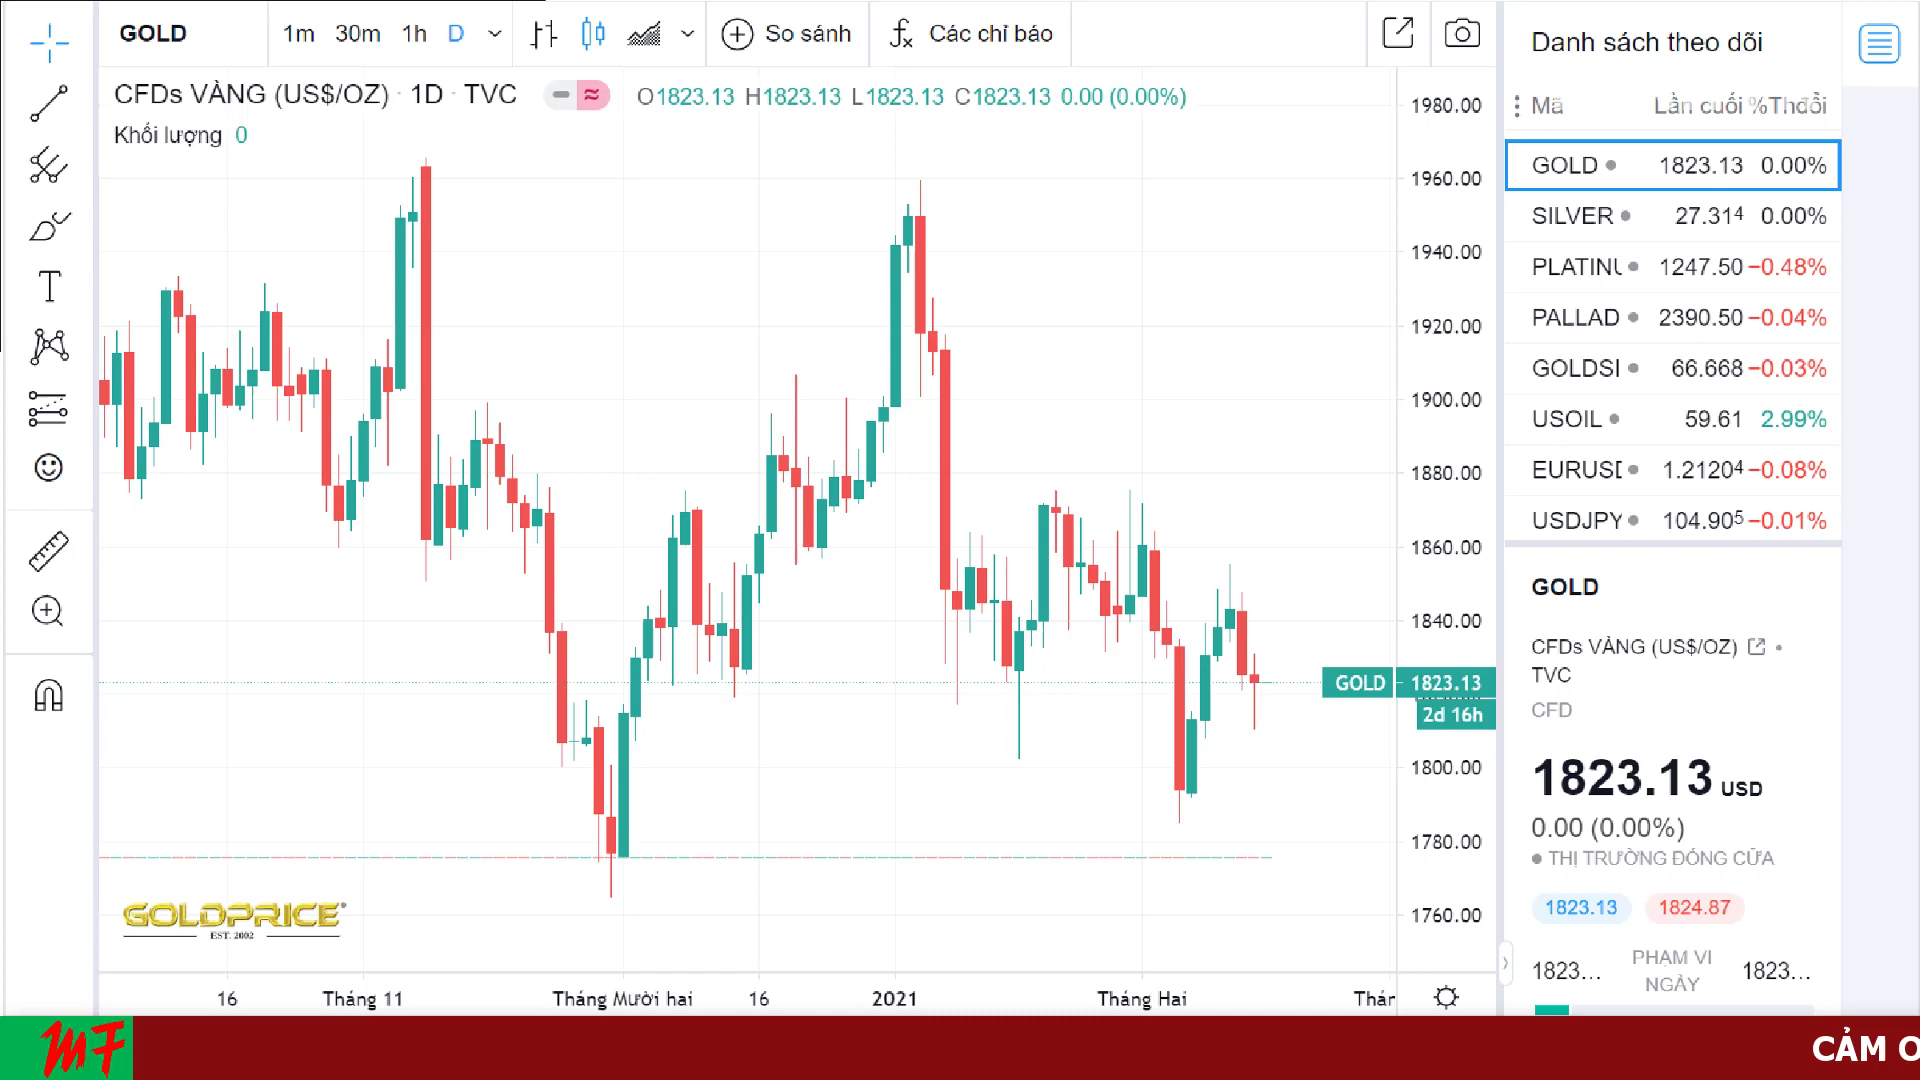 GOLD
1m 30m 1h D
So sánh
Các chỉ báo
CFDs VÀNG (US$/OZ) · 1D · TVC
O1823.13 H1823.13 L1823.13 C1823.13 0.00 (0.00%)
Khối lượng 0
1980.00
1960.00
1940.00
1920.00
1900.00
1880.00
1860.00
1840.00
GOLD 1823.13
2d 16h
1800.00
1780.00
1760.00
GOLDPRICE
EST. 2002
16 Tháng 11 Tháng Mười hai 16 2021 Tháng Hai Thár
Danh sách theo dõi
Mã Lần cuối %Thđổi
GOLD 1823.13 0.00%
SILVER 27.314 0.00%
PLATINU 1247.50 −0.48%
PALLAD 2390.50 −0.04%
GOLDSI 66.668 −0.03%
USOIL 59.61 2.99%
EURUSD 1.21204 −0.08%
USDJPY 104.905 −0.01%
GOLD
CFDs VÀNG (US$/OZ)
TVC
CFD
1823.13 USD
0.00 (0.00%)
THỊ TRƯỜNG ĐÓNG CỬA
1823.13 1824.87
1823... PHẠM VI NGÀY 1823...
MF
CẢM O